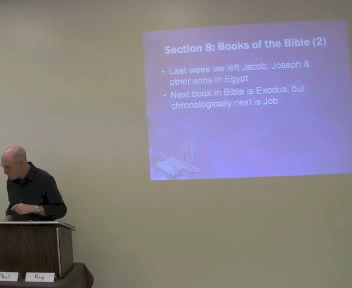 Section 8: Books of the Bible (2)
• Last week we left Jacob, Joseph &
other sons in Egypt
• Next book in Bible is Exodus, but
chronologically next is Job
Ray